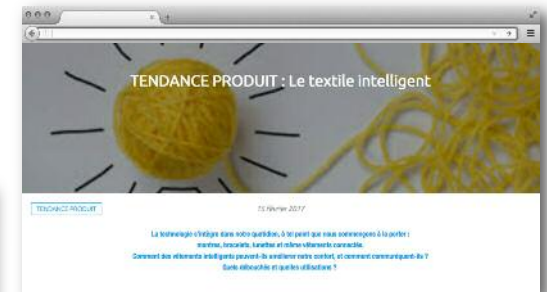 TENDANCE PRODUIT : Le textile intelligent
TENDANCE PRODUIT
15 février 2017
La technologie s'intègre dans notre quotidien, à tel point que nous commençons à la porter :
montres, bracelets, lunettes et même vêtements connectés.
Comment des vêtements intelligents peuvent-ils améliorer notre confort, et comment communiquent-ils ?
Quels débouchés et quelles utilisations ?